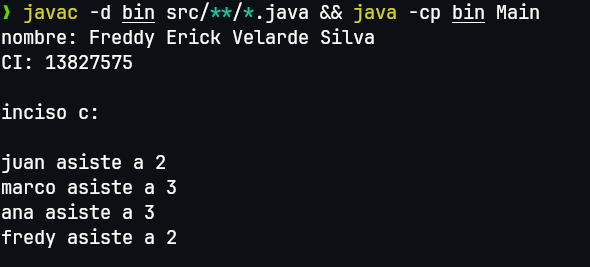 ❯ javac -d bin src/**/*.java && java -cp bin Main
nombre: Freddy Erick Velarde Silva
CI: 13827575
inciso c:
juan asiste a 2
marco asiste a 3
ana asiste a 3
fredy asiste a 2